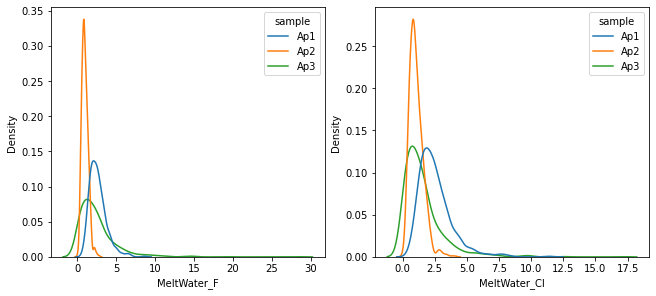 0.35
0.30
0.25
0.20
0.15
0.10
0.05
0.00
Density
0 5 10 15 20 25 30
MeltWater_F
sample
Ap1
Ap2
Ap3
0.25
0.20
0.15
0.10
0.05
0.00
Density
0.0 2.5 5.0 7.5 10.0 12.5 15.0 17.5
MeltWater_Cl
sample
Ap1
Ap2
Ap3